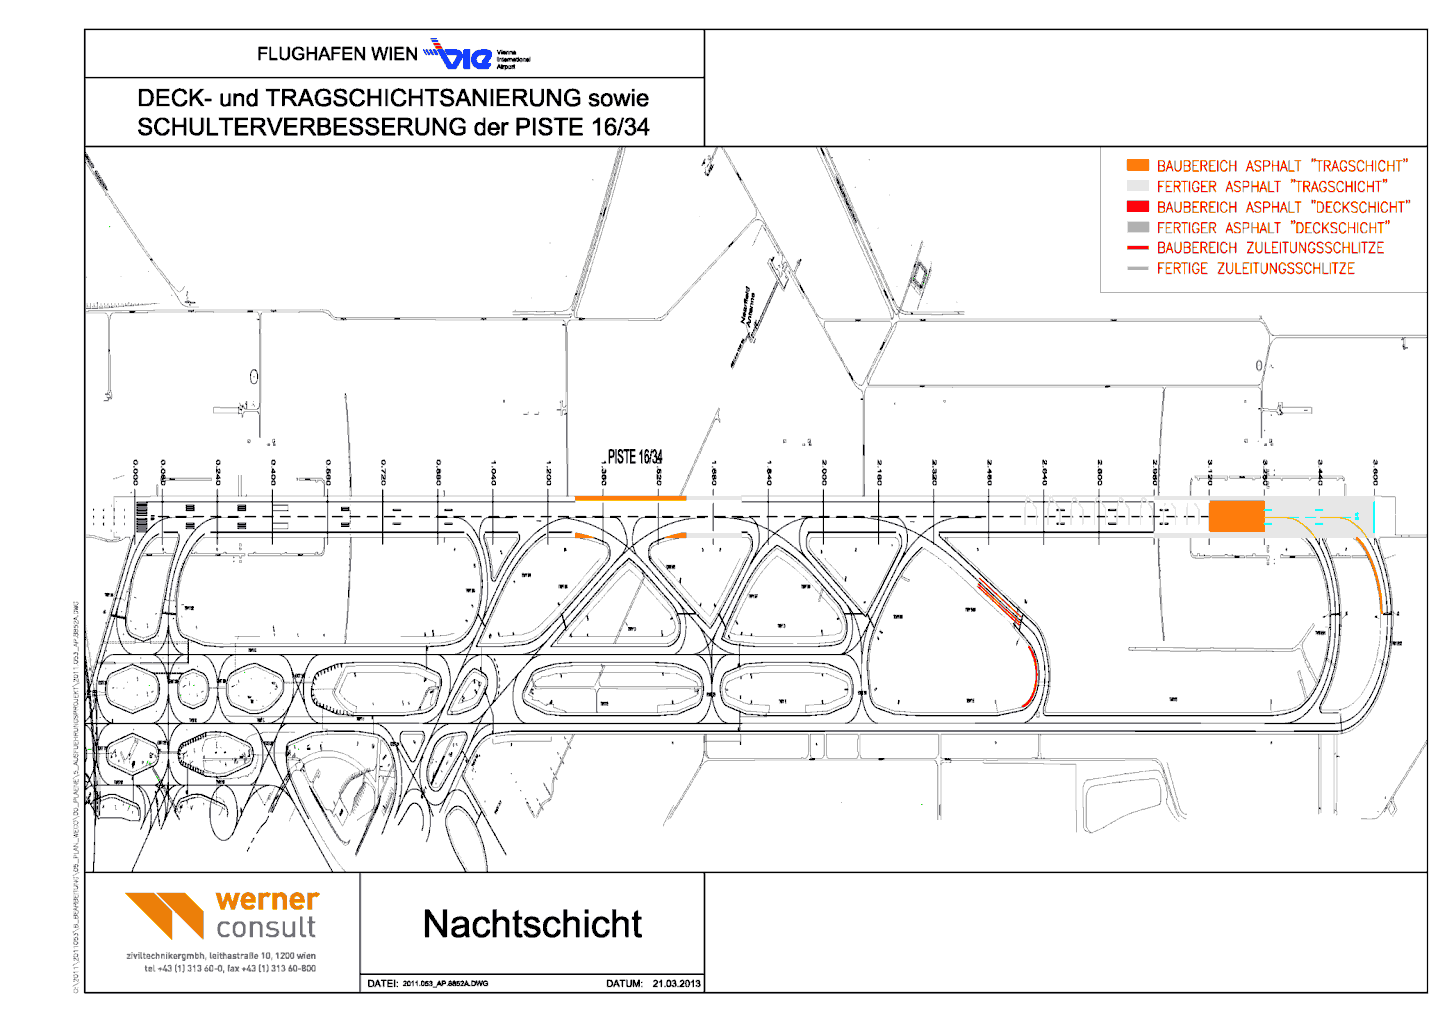 FLUGHAFEN WIEN
Vienna
International
Airport
DECK- und TRAGSCHICHTSANIERUNG sowie
SCHULTERVERBESSERUNG der PISTE 16/34
BAUBEREICH ASPHALT "TRAGSCHICHT"
FERTIGER ASPHALT "TRAGSCHICHT"
BAUBEREICH ASPHALT "DECKSCHICHT"
FERTIGER ASPHALT "DECKSCHICHT"
BAUBEREICH ZULEITUNGSSCHLITZE
FERTIGE ZULEITUNGSSCHLITZE
Nearfield
Antenna
PISTE 16/34
0.000
0.080
0.240
0.400
0.560
0.720
0.880
1.040
1.200
1.360
1.520
1.680
1.840
2.000
2.160
2.320
2.480
2.640
2.800
2.960
3.120
3.280
3.440
3.600
werner
consult
ziviltechnikergmbh, leithastraße 10, 1200 wien
tel +43 (1) 313 60-0, fax +43 (1) 313 60-800
Nachtschicht
DATEI: 2011.053_AP.8852A.DWG
DATUM: 21.03.2013